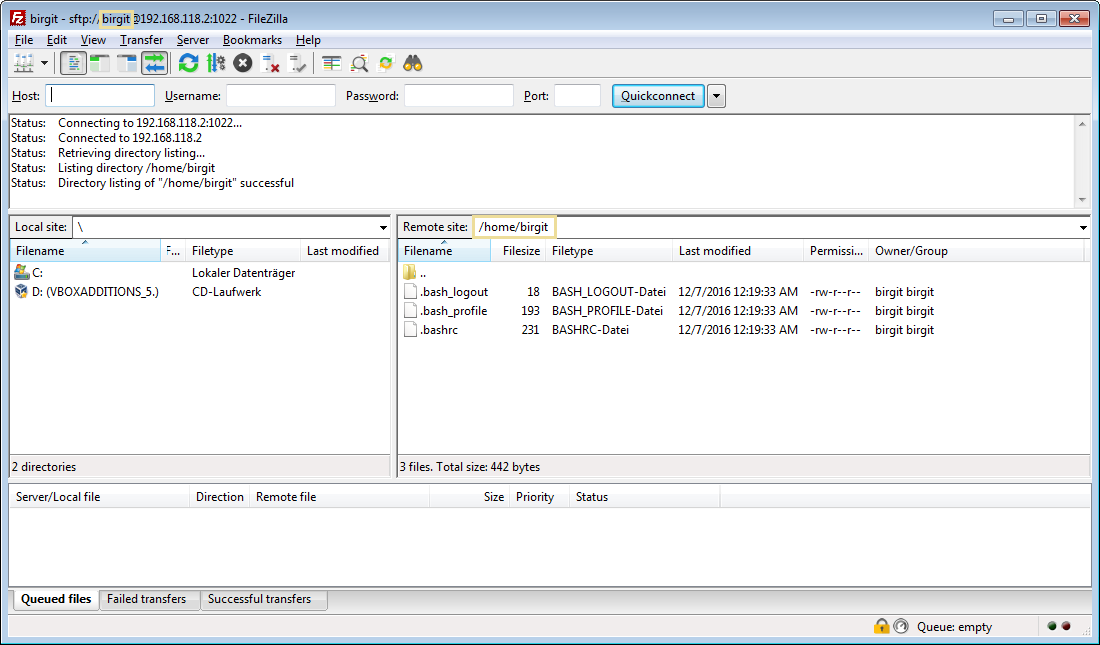 birgit - sftp://birgit@192.168.118.2:1022 - FileZilla
File Edit View Transfer Server Bookmarks Help
Host: Username: Password: Port: Quickconnect
Status: Connecting to 192.168.118.2:1022...
Status: Connected to 192.168.118.2
Status: Retrieving directory listing...
Status: Listing directory /home/birgit
Status: Directory listing of "/home/birgit" successful
Local site: \
Filename F... Filetype Last modified
C: Lokaler Datenträger
D: (VBOXADDITIONS_5.) CD-Laufwerk
2 directories
Remote site: /home/birgit
Filename Filesize Filetype Last modified Permissi... Owner/Group
..
.bash_logout 18 BASH_LOGOUT-Datei 12/7/2016 12:19:33 AM -rw-r--r-- birgit birgit
.bash_profile 193 BASH_PROFILE-Datei 12/7/2016 12:19:33 AM -rw-r--r-- birgit birgit
.bashrc 231 BASHRC-Datei 12/7/2016 12:19:33 AM -rw-r--r-- birgit birgit
3 files. Total size: 442 bytes
Server/Local file Direction Remote file Size Priority Status
Queued files Failed transfers Successful transfers
Queue: empty